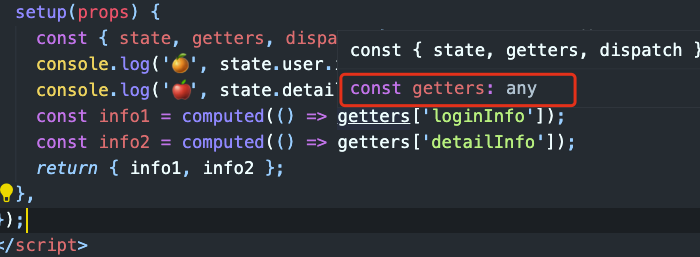 setup(props) {
const { state, getters, dispa
const { state, getters, dispatch }
console.log('🍊', state.user.
const getters: any
console.log('🍎', state.detai
const info1 = computed(() => getters['loginInfo']);
const info2 = computed(() => getters['detailInfo']);
return { info1, info2 };
},
});
</script>